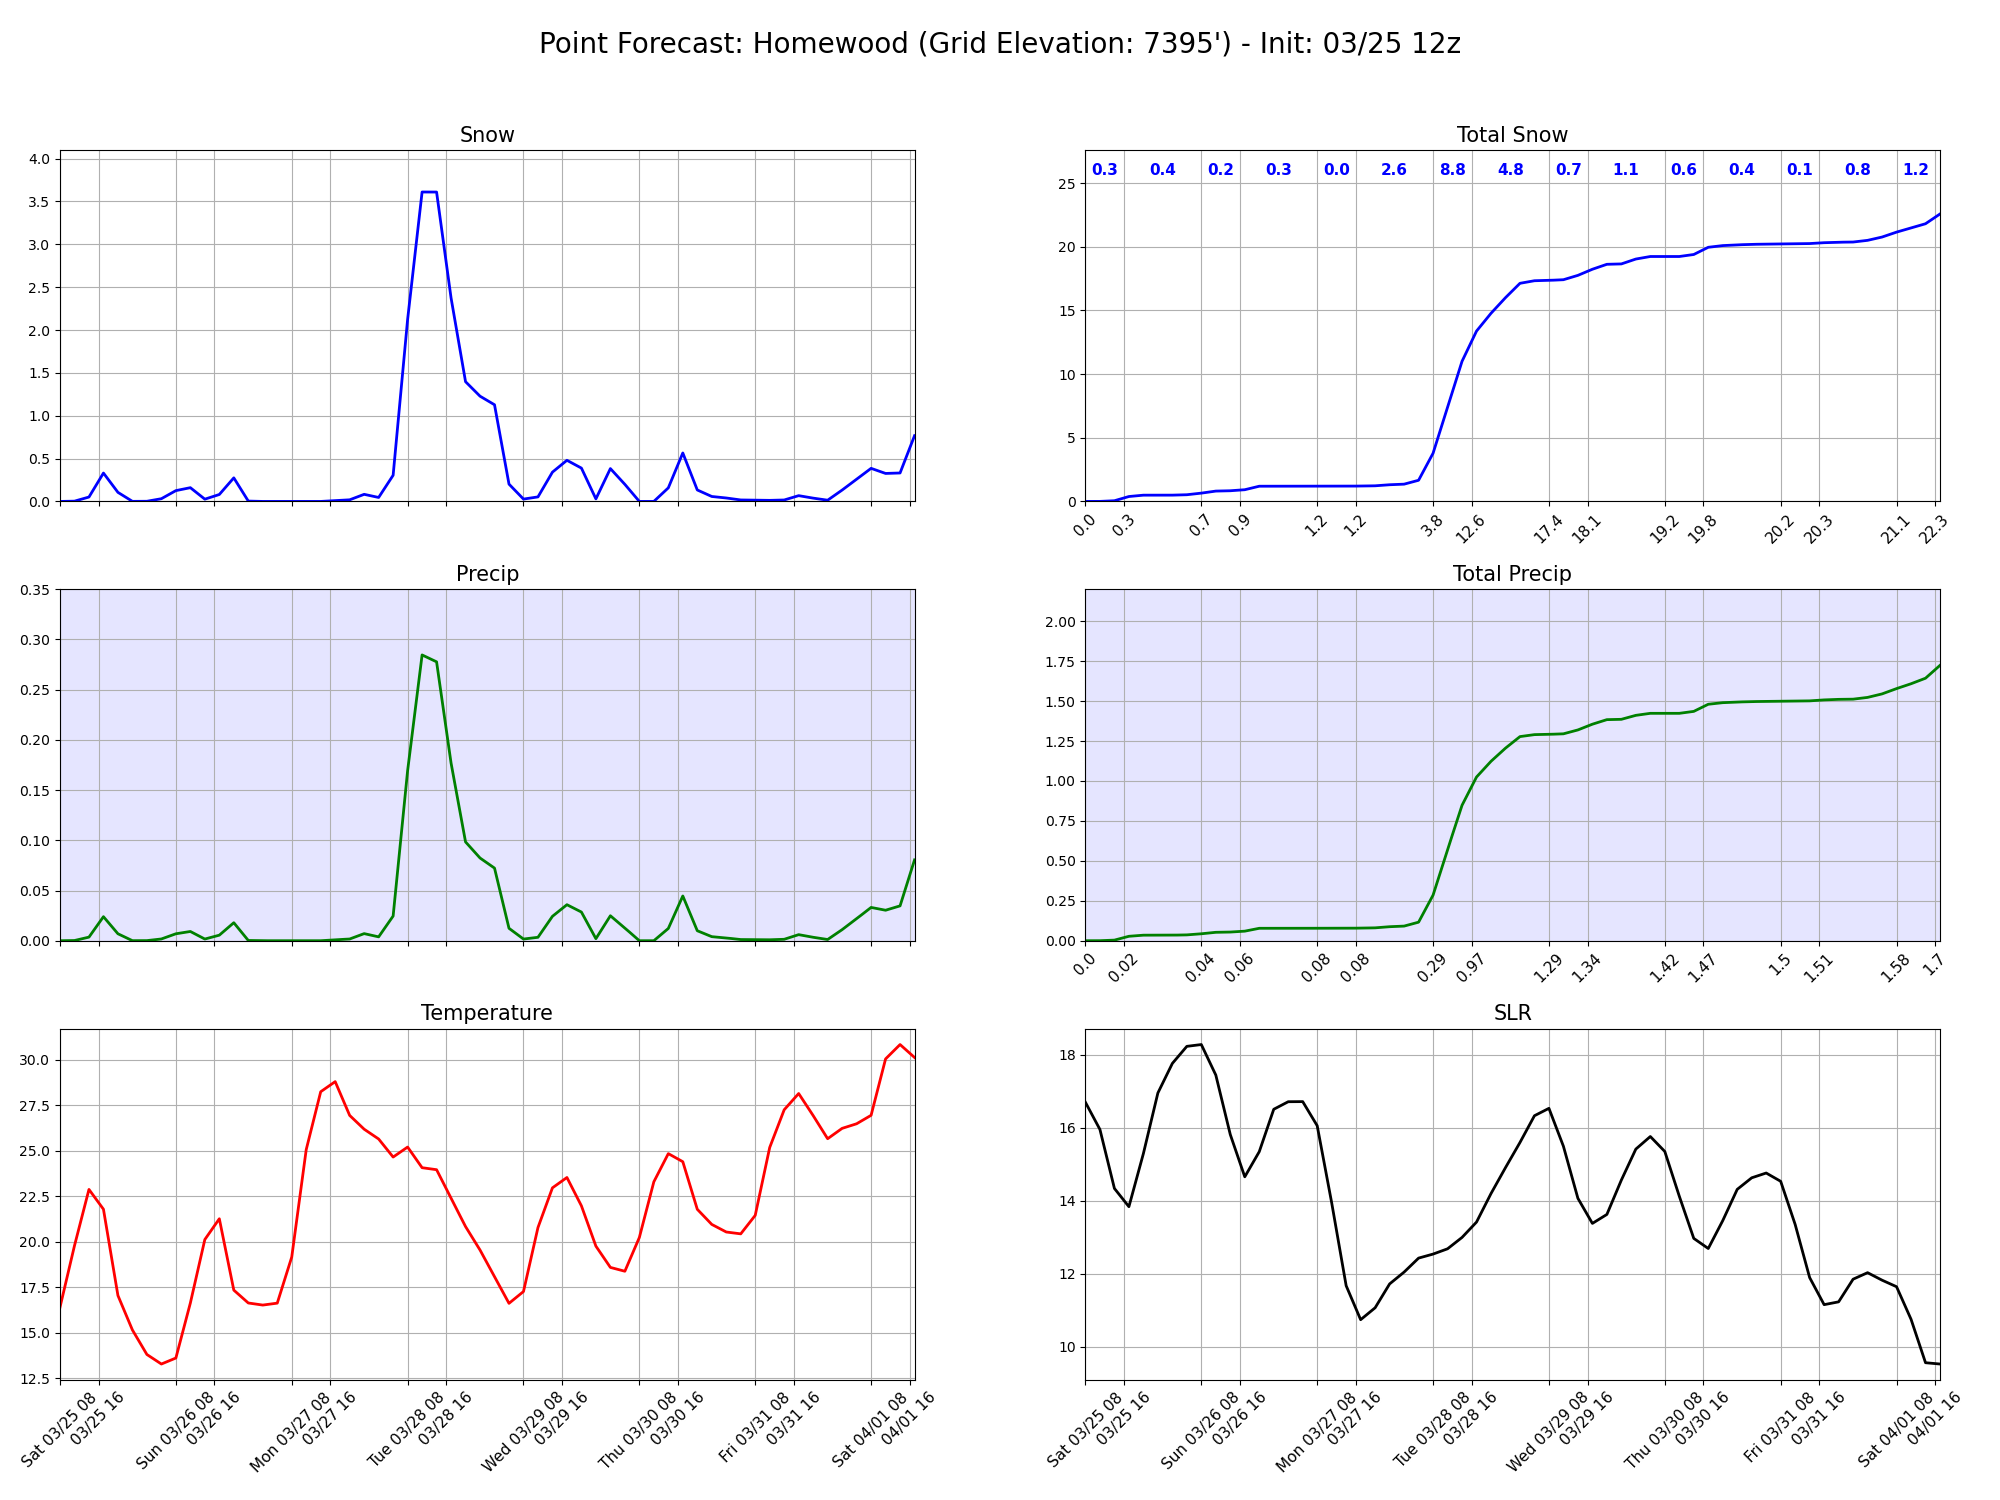 Point Forecast: Homewood (Grid Elevation: 7395') - Init: 03/25 12z
Snow
4.0
3.5
3.0
2.5
2.0
1.5
1.0
0.5
0.0
Total Snow
0.3 0.4 0.2 0.3 0.0 2.6 8.8 4.8 0.7 1.1 0.6 0.4 0.1 0.8 1.2
25
20
15
10
5
0
0.0 0.3 0.7 0.9 1.2 1.2 3.8 12.6 17.4 18.1 19.2 19.8 20.2 20.3 21.1 22.3
Precip
0.35
0.30
0.25
0.20
0.15
0.10
0.05
0.00
Total Precip
2.00
1.75
1.50
1.25
1.00
0.75
0.50
0.25
0.00
0.0 0.02 0.04 0.06 0.08 0.08 0.29 0.97 1.29 1.34 1.42 1.47 1.5 1.51 1.58 1.7
Temperature
30.0
27.5
25.0
22.5
20.0
17.5
15.0
12.5
Sat 03/25 08
03/25 16
Sun 03/26 08
03/26 16
Mon 03/27 08
03/27 16
Tue 03/28 08
03/28 16
Wed 03/29 08
03/29 16
Thu 03/30 08
03/30 16
Fri 03/31 08
03/31 16
Sat 04/01 08
04/01 16
SLR
18
16
14
12
10
Sat 03/25 08
03/25 16
Sun 03/26 08
03/26 16
Mon 03/27 08
03/27 16
Tue 03/28 08
03/28 16
Wed 03/29 08
03/29 16
Thu 03/30 08
03/30 16
Fri 03/31 08
03/31 16
Sat 04/01 08
04/01 16